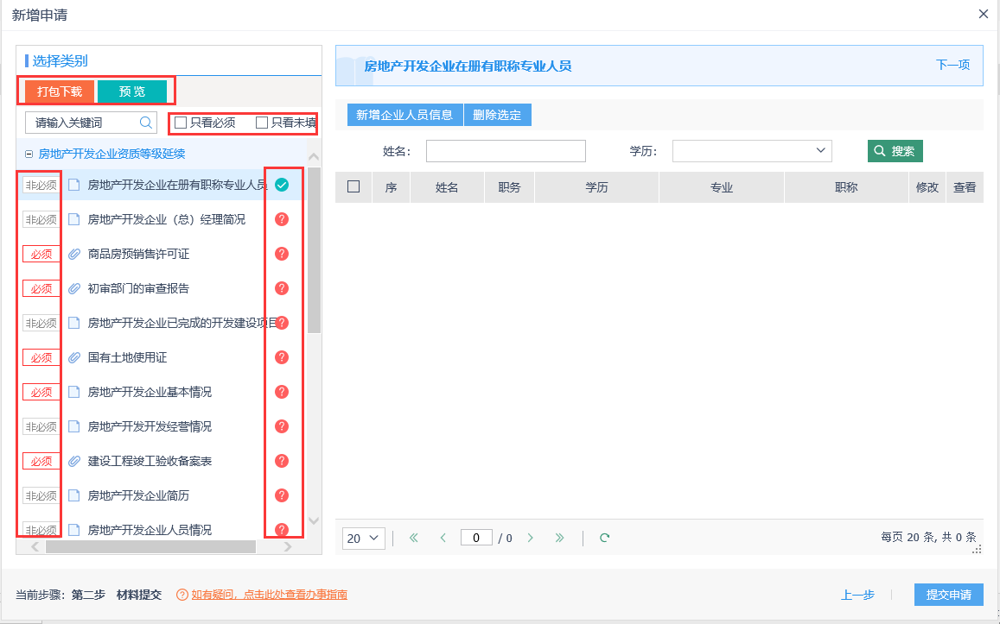 新增申请
选择类别
打包下载 预 览
请输入关键词 只看必须 只看未填
房地产开发企业资质等级延续
非必须 房地产开发企业在册有职称专业人员
非必须 房地产开发企业（总）经理简况
必须 商品房预销售许可证
必须 初审部门的审查报告
非必须 房地产开发企业已完成的开发建设项目
必须 国有土地使用证
必须 房地产开发企业基本情况
非必须 房地产开发开发经营情况
必须 建设工程竣工验收备案表
非必须 房地产开发企业简历
非必须 房地产开发企业人员情况
房地产开发企业在册有职称专业人员 下一项
新增企业人员信息 删除选定
姓名： 学历： 搜索
序 姓名 职务 学历 专业 职称 修改 查看
20 0 / 0 每页 20 条, 共 0 条
当前步骤：第二步 材料提交 如有疑问，点击此处查看办事指南 上一步 提交申请